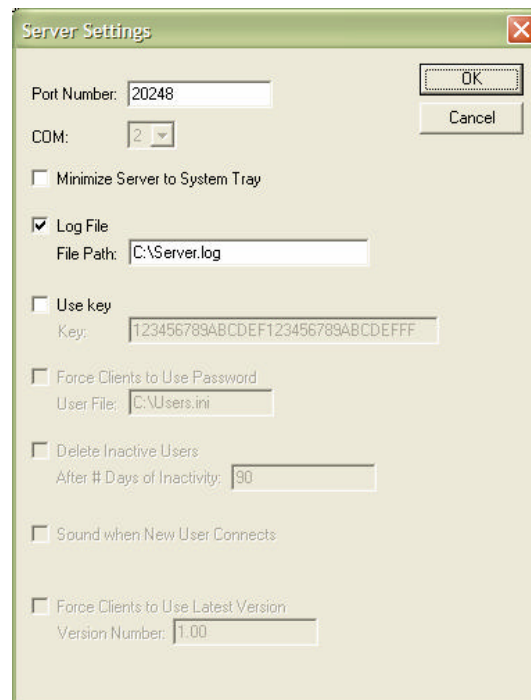 Server Settings
OK
Port Number: 20248
Cancel
COM: 2
Minimize Server to System Tray
Log File
File Path: C:\Server.log
Use key
Key: 123456789ABCDEF123456789ABCDEFFF
Force Clients to Use Password
User File: C:\Users.ini
Delete Inactive Users
After # Days of Inactivity: 90
Sound when New User Connects
Force Clients to Use Latest Version
Version Number: 1.00